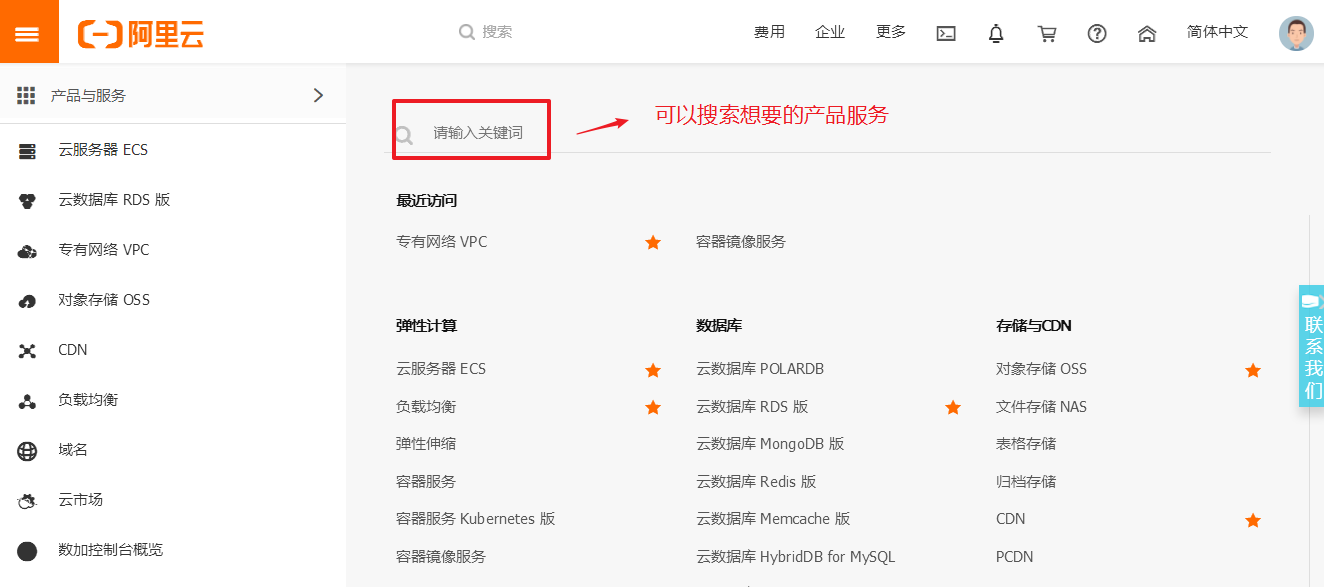 阿里云
搜索
费用 企业 更多 简体中文
产品与服务
云服务器 ECS
云数据库 RDS 版
专有网络 VPC
对象存储 OSS
CDN
负载均衡
域名
云市场
数加控制台概览
请输入关键词
可以搜索想要的产品服务
最近访问
专有网络 VPC 容器镜像服务
弹性计算 数据库 存储与CDN
云服务器 ECS 云数据库 POLARDB 对象存储 OSS
负载均衡 云数据库 RDS 版 文件存储 NAS
弹性伸缩 云数据库 MongoDB 版 表格存储
容器服务 云数据库 Redis 版 归档存储
容器服务 Kubernetes 版 云数据库 Memcache 版 CDN
容器镜像服务 云数据库 HybridDB for MySQL PCDN
联系我们